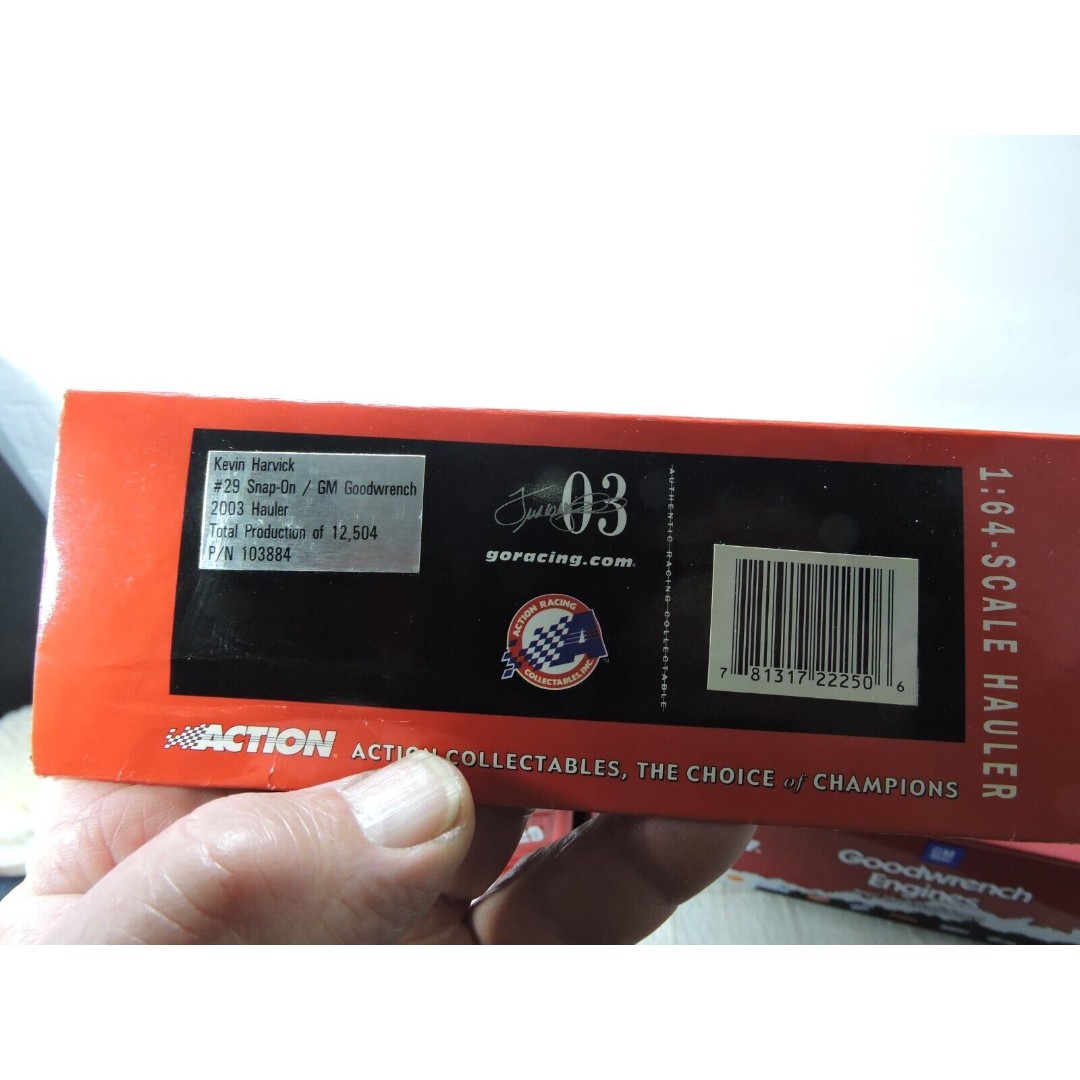 Kevin Harvick
#29 Snap-On / GM Goodwrench
2003 Hauler
Total Production of 12,504
P/N 103884
03
goracing.com
ACTION RACING
COLLECTABLES, INC.
TM
AUTHENTIC RACING COLLECTABLE
7 81317 22250 6
1:64-SCALE HAULER
ACTION
ACTION COLLECTABLES, THE CHOICE of CHAMPIONS
GM
Goodwrench
Engines